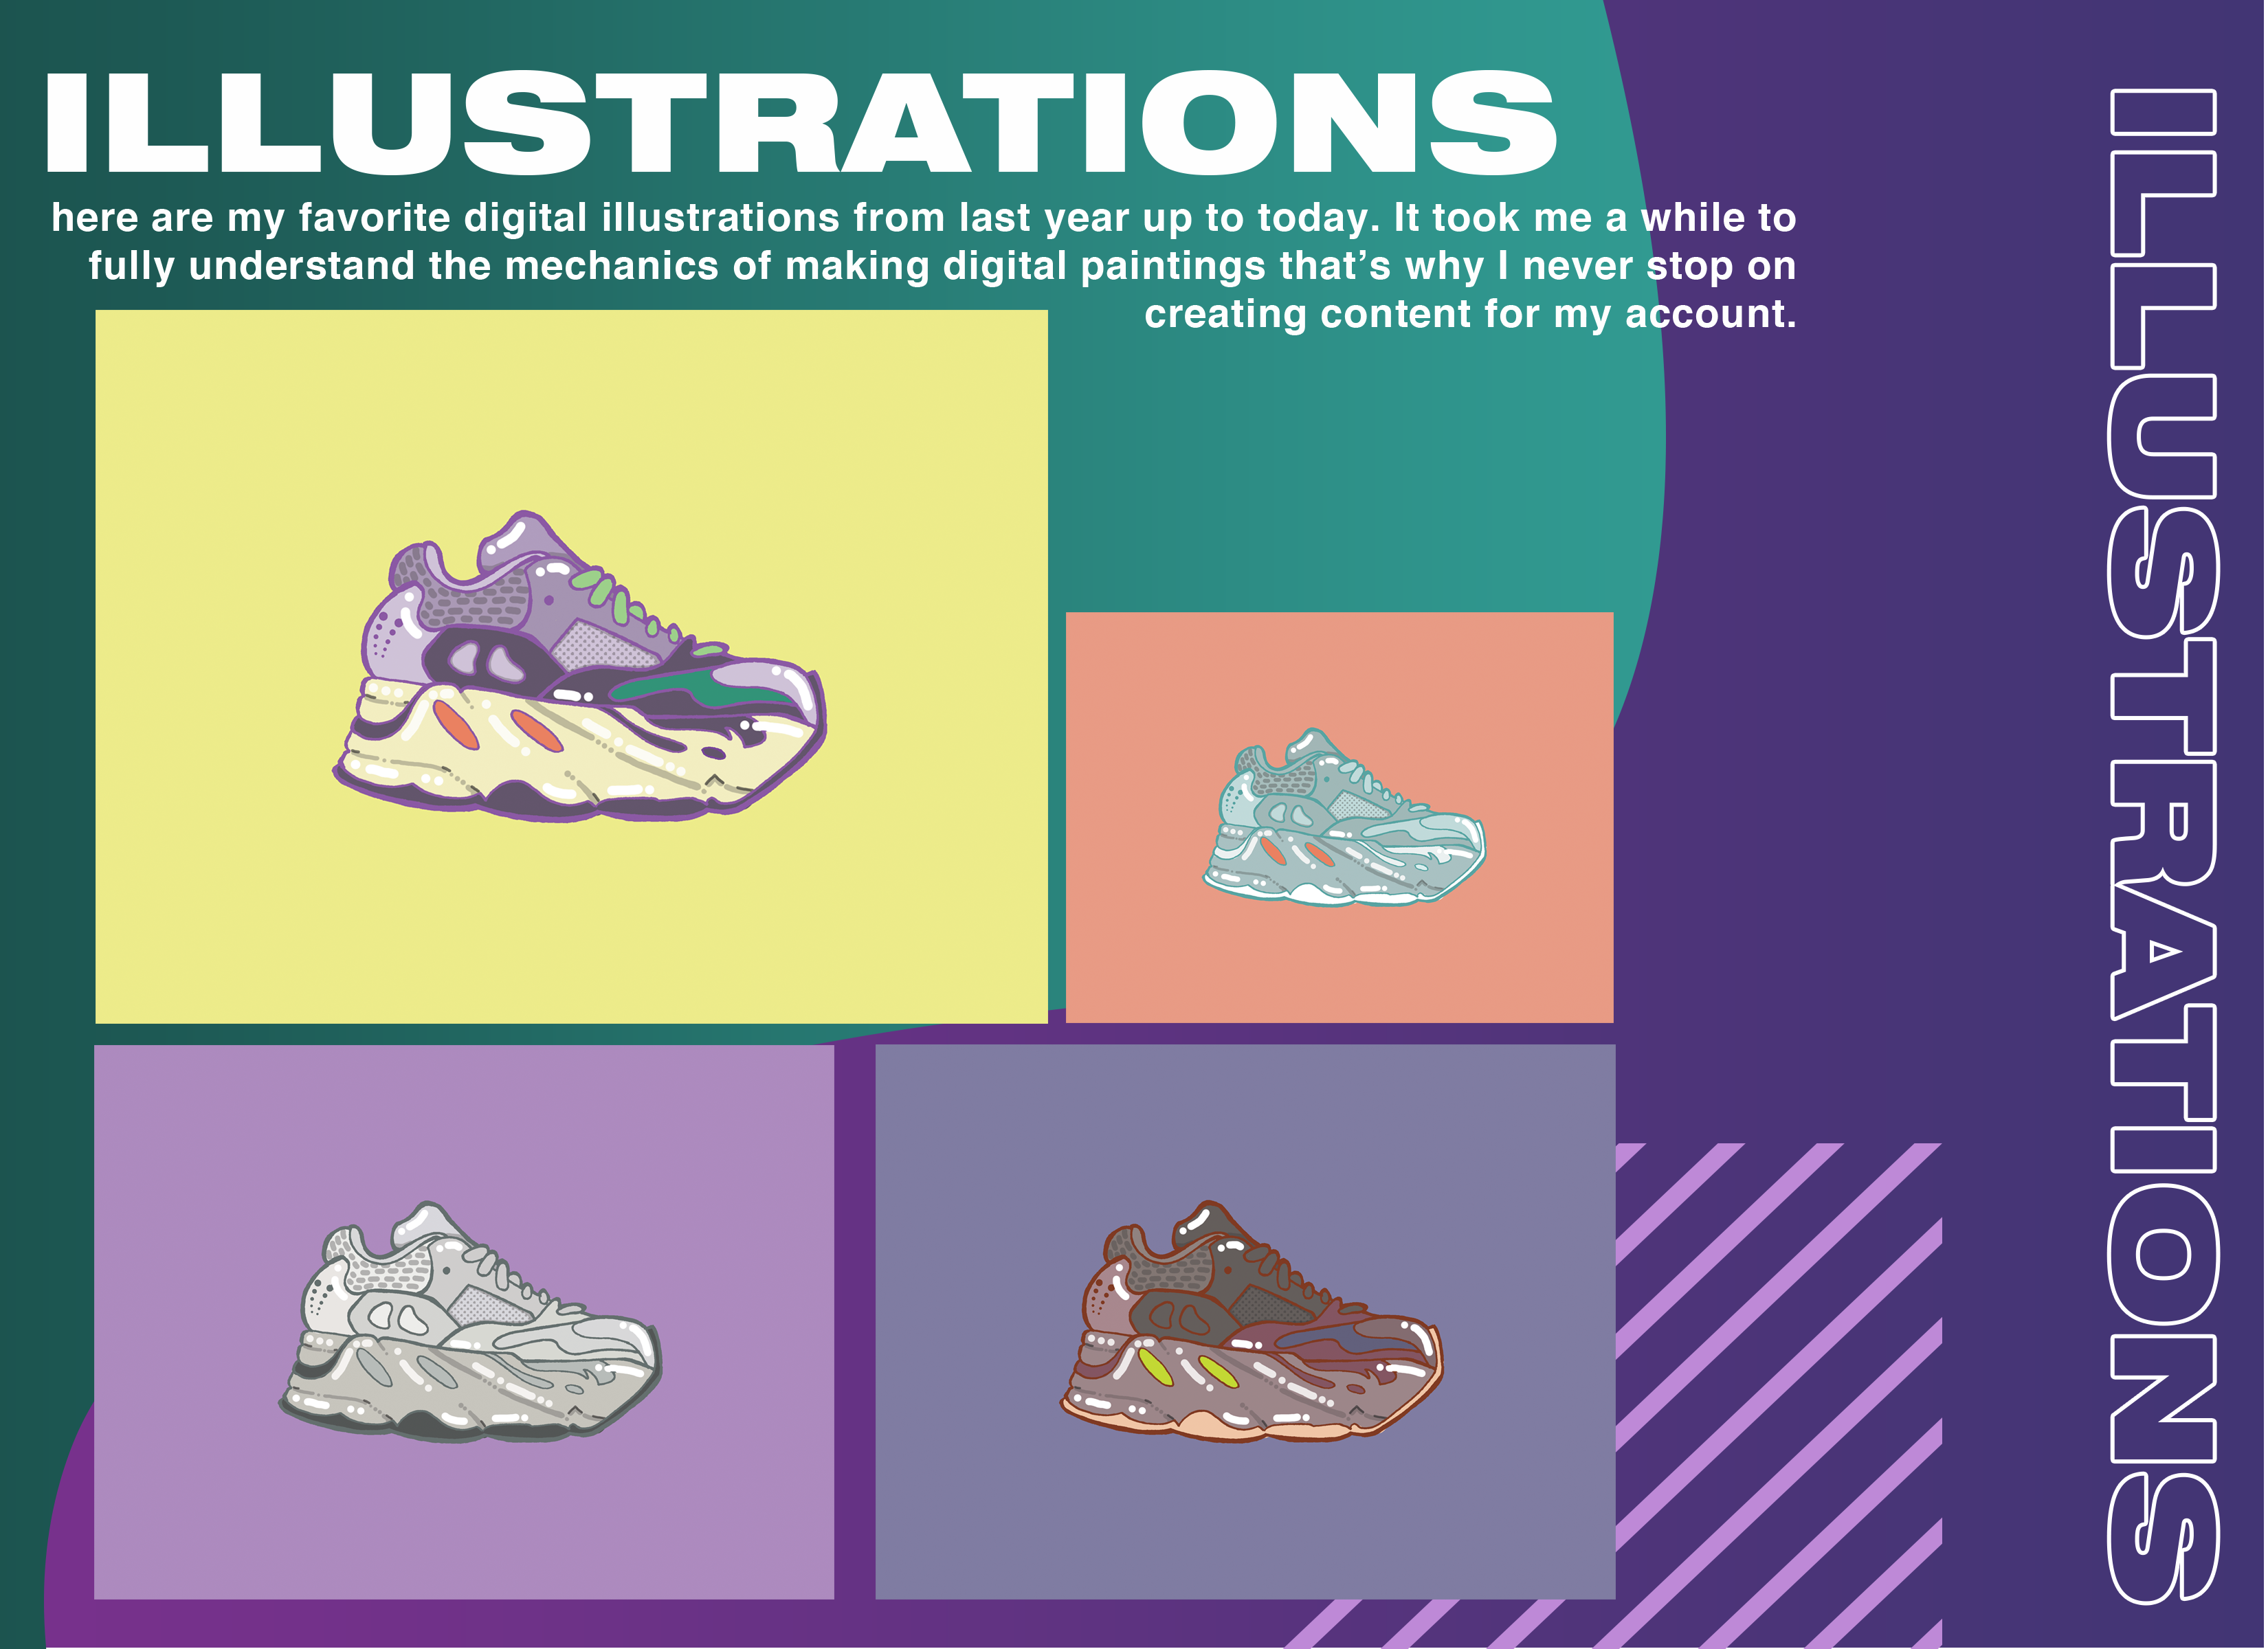 ILLUSTRATIONS
here are my favorite digital illustrations from last year up to today. It took me a while to
fully understand the mechanics of making digital paintings that’s why I never stop on
creating content for my account.
ILLUSTRATIONS